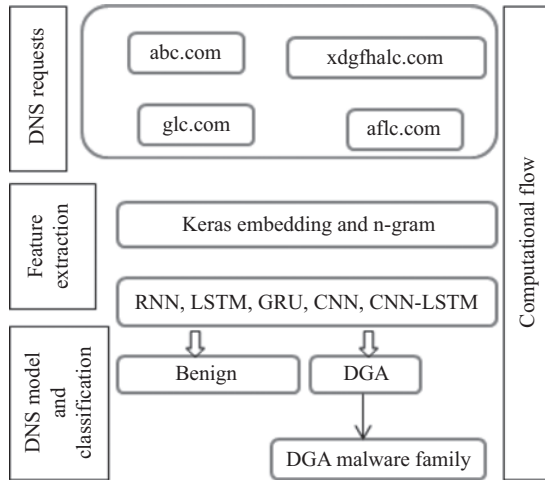 DNS requests
abc.com
xdgfhalc.com
glc.com
aflc.com
Feature
extraction
Keras embedding and n-gram
RNN, LSTM, GRU, CNN, CNN-LSTM
DNS model
and
classification
Benign
DGA
DGA malware family
Computational flow